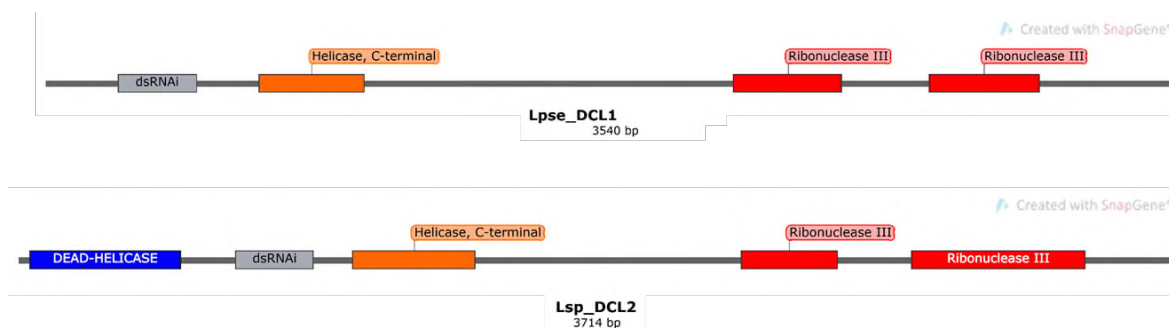 Created with SnapGene®
Helicase, C-terminal
Ribonuclease III
Ribonuclease III
dsRNAi
Lpse_DCL1
3540 bp
Created with SnapGene®
Helicase, C-terminal
Ribonuclease III
DEAD-HELICASE
dsRNAi
Ribonuclease III
Lsp_DCL2
3714 bp